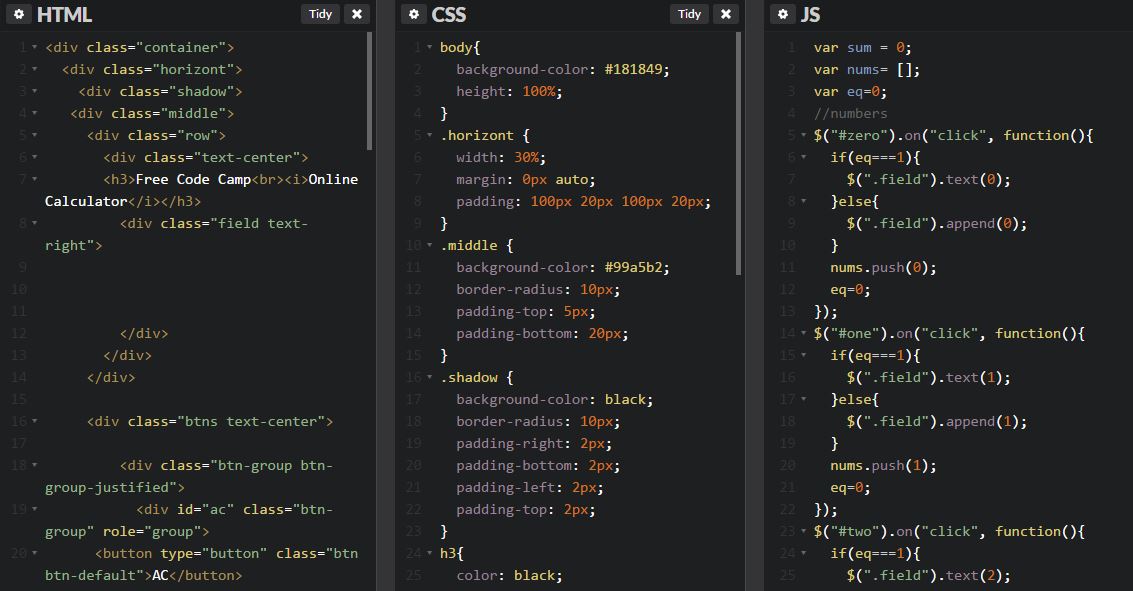 HTML
Tidy
1 <div class="container">
2 <div class="horizont">
3 <div class="shadow">
4 <div class="middle">
5 <div class="row">
6 <div class="text-center">
7 <h3>Free Code Camp<br><i>Online
Calculator</i></h3>
8 <div class="field text-
right">
9
10
11
12 </div>
13 </div>
14 </div>
15
16 <div class="btns text-center">
17
18 <div class="btn-group btn-
group-justified">
19 <div id="ac" class="btn-
group" role="group">
20 <button type="button" class="btn
btn-default">AC</button>
CSS
Tidy
1 body{
2 background-color: #181849;
3 height: 100%;
4 }
5 .horizont {
6 width: 30%;
7 margin: 0px auto;
8 padding: 100px 20px 100px 20px;
9 }
10 .middle {
11 background-color: #99a5b2;
12 border-radius: 10px;
13 padding-top: 5px;
14 padding-bottom: 20px;
15 }
16 .shadow {
17 background-color: black;
18 border-radius: 10px;
19 padding-right: 2px;
20 padding-bottom: 2px;
21 padding-left: 2px;
22 padding-top: 2px;
23 }
24 h3{
25 color: black;
JS
1 var sum = 0;
2 var nums= [];
3 var eq=0;
4 //numbers
5 $("#zero").on("click", function(){
6 if(eq===1){
7 $(".field").text(0);
8 }else{
9 $(".field").append(0);
10 }
11 nums.push(0);
12 eq=0;
13 });
14 $("#one").on("click", function(){
15 if(eq===1){
16 $(".field").text(1);
17 }else{
18 $(".field").append(1);
19 }
20 nums.push(1);
21 eq=0;
22 });
23 $("#two").on("click", function(){
24 if(eq===1){
25 $(".field").text(2);